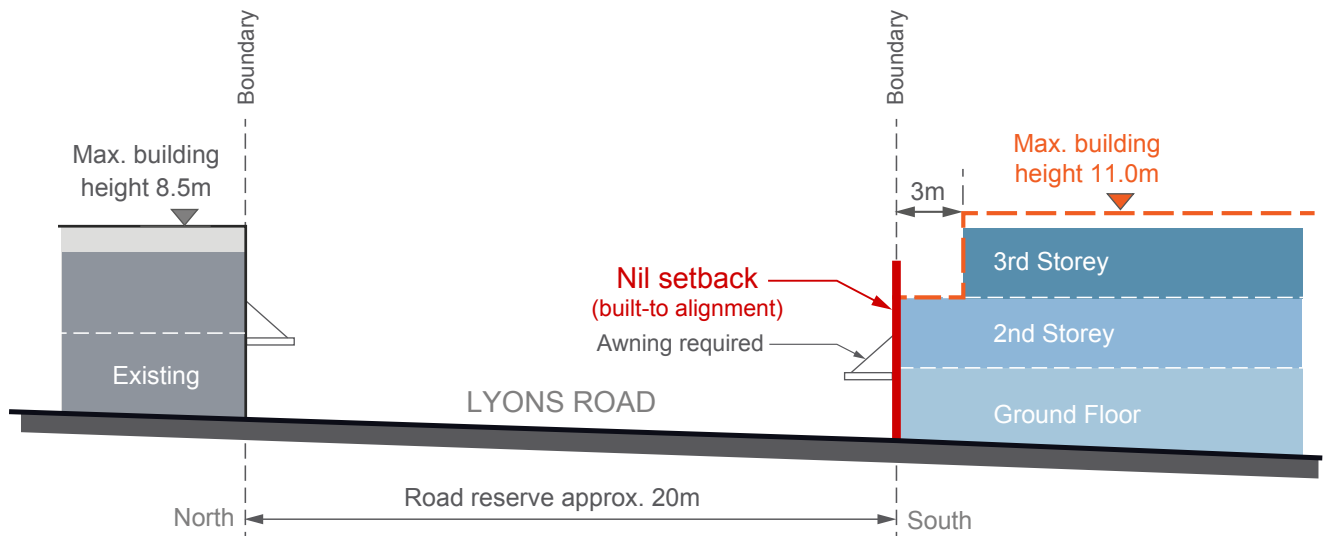 Boundary
Boundary
Max. building
height 8.5m
Max. building
height 11.0m
3m
3rd Storey
Nil setback
(built-to alignment)
2nd Storey
Awning required
Existing
LYONS ROAD
Ground Floor
Road reserve approx. 20m
North
South